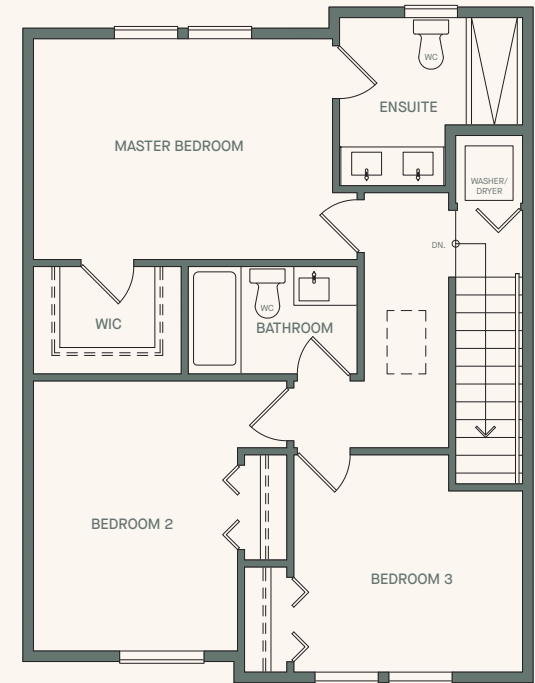 WC
ENSUITE
MASTER BEDROOM
WASHER/
DRYER
DN.
WIC
WC
BATHROOM
BEDROOM 2
BEDROOM 3